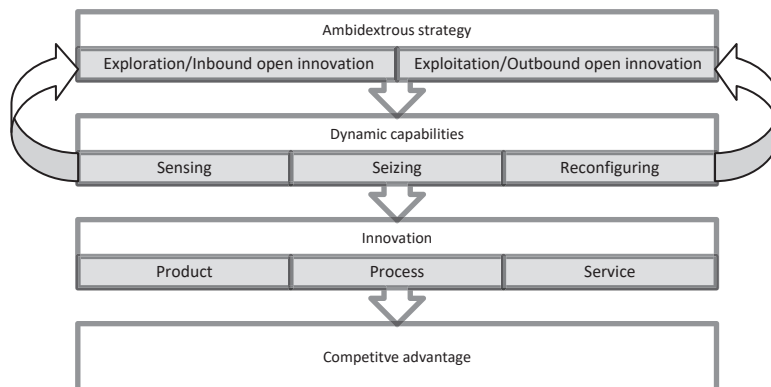 Ambidextrous strategy
Exploration/Inbound open innovation Exploitation/Outbound open innovation
Dynamic capabilities
Sensing Seizing Reconfiguring
Innovation
Product Process Service
Competitve advantage